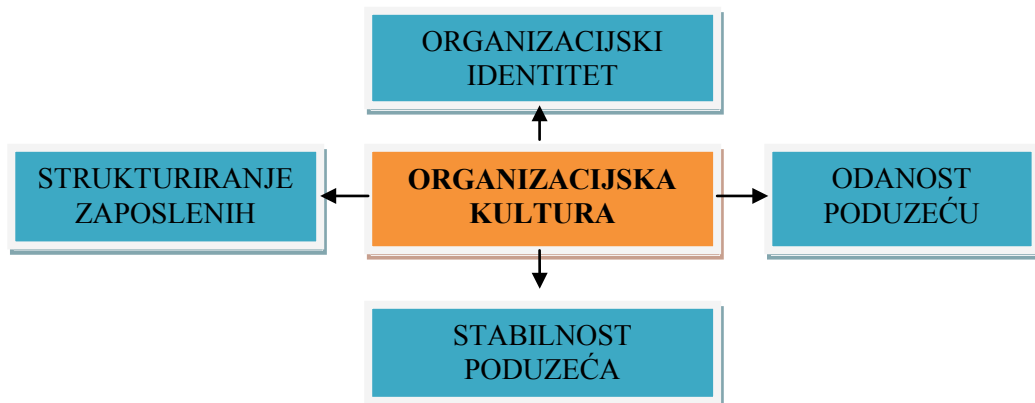 ORGANIZACIJSKI
IDENTITET
STRUKTURIRANJE
ZAPOSLENIH
ORGANIZACIJSKA
KULTURA
ODANOST
PODUZEĆU
STABILNOST
PODUZEĆA